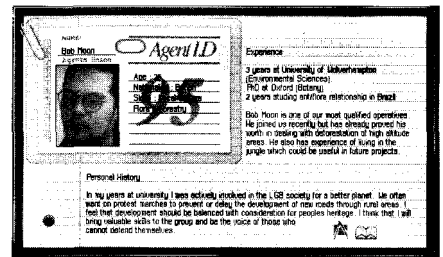 NAME:
Bob Moon
Agent I.D
Age
Experience
3 years at University of Wolverhampton
(Environmental Sciences).
PhD at Oxford (Botany).
2 years studing ant/flore relationship in Brazil
Bob Moon is one of our most qualified operatives.
He joined us recently but has already proved his
worth in dealing with deforestation of high altitude
areas. He also has experience of living in the
jungle which could be useful in future projects.
Personal History
In my years at university I was actively involved in the LGB society for a better planet. We often
went on protest marches to prevent or delay the development of new roads through rural areas. I
feel that development should be balanced with consideration for peoples heritage. I think that I will
bring valuable skills to the group and be the voice of those who
cannot defend themselves.